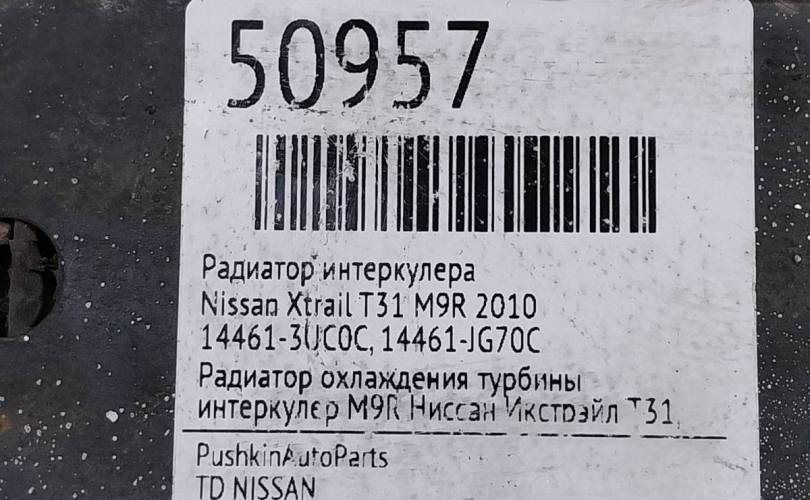 50957
Радиатор интеркулера
Nissan Xtrail T31 M9R 2010
14461-3UC0C, 14461-JG70C
Радиатор охлаждения турбины
интеркулер M9R Ниссан Икстрэйл T31,
PushkinAutoParts
TD NISSAN